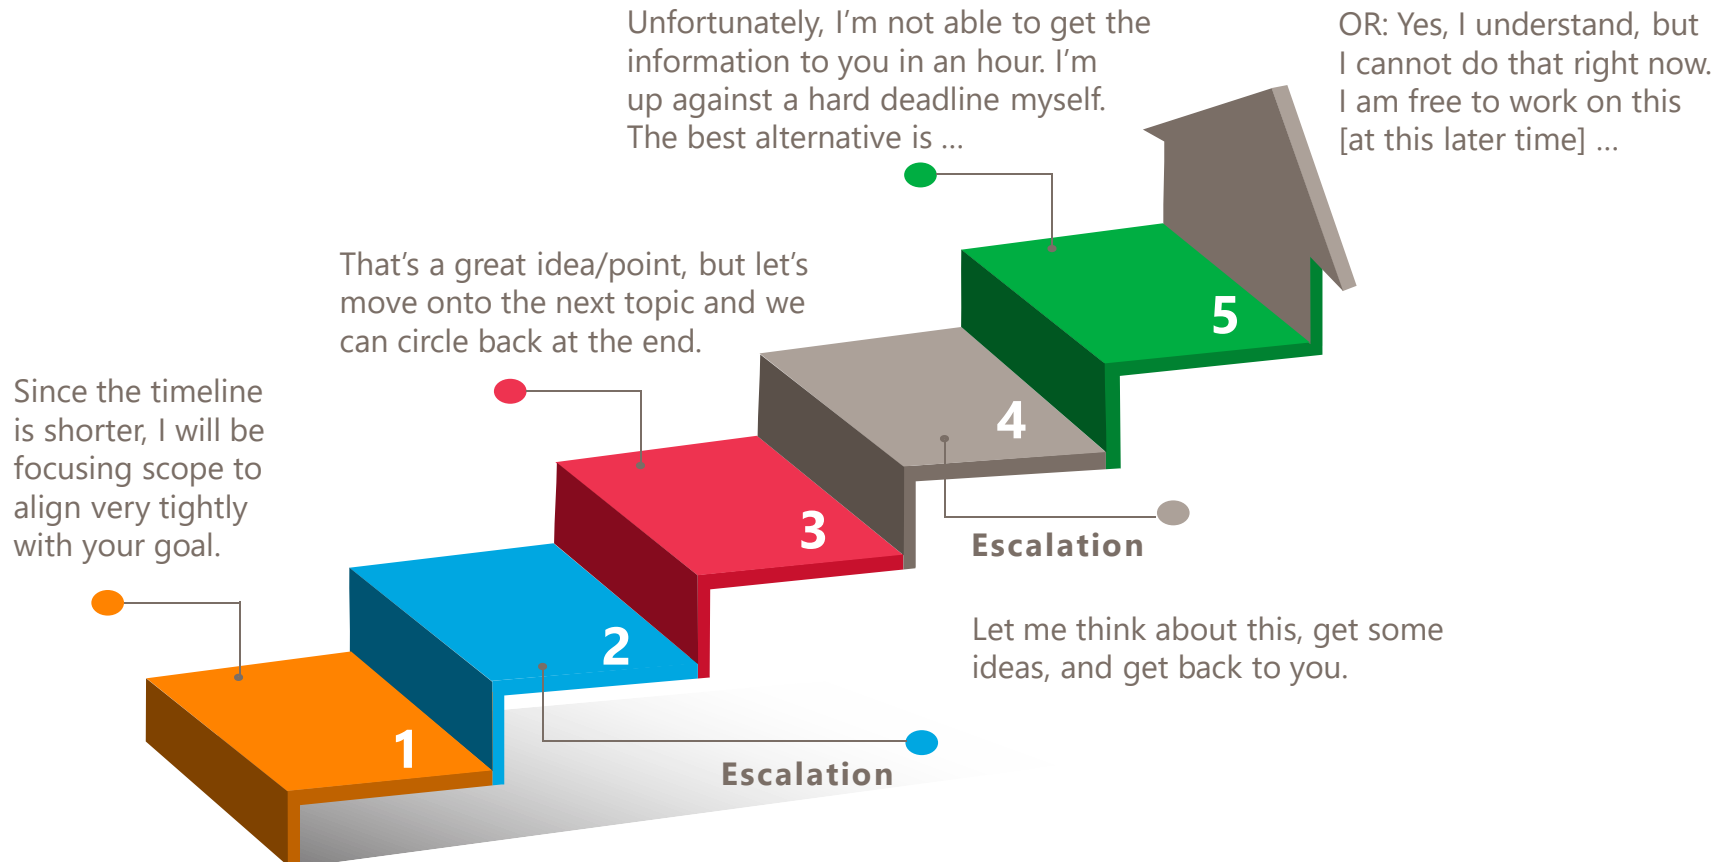 Unfortunately, I'm not able to get the
information to you in an hour. I'm
up against a hard deadline myself.
The best alternative is ...
OR: Yes, I understand, but
I cannot do that right now.
I am free to work on this
[at this later time] ...
That's a great idea/point, but let's
move onto the next topic and we
can circle back at the end.
Since the timeline
is shorter, I will be
focusing scope to
align very tightly
with your goal.
5
4
3
2
1
Escalation
Let me think about this, get some
ideas, and get back to you.
Escalation